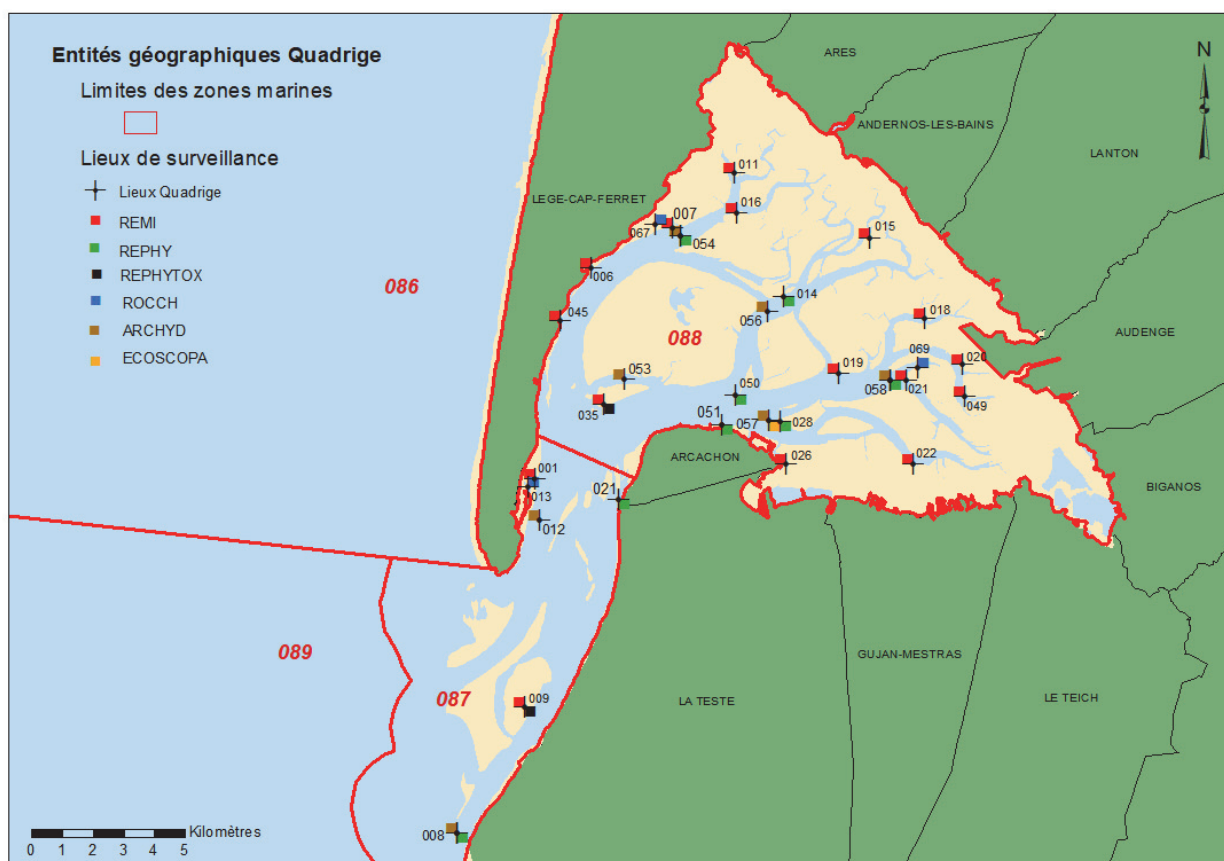 Entités géographiques Quadrige
Limites des zones marines
Lieux de surveillance
Lieux Quadrige
REMI
REPHY
REPHYTOX
ROCCH
ARCHYD
ECOSCOPA
N
ARES
ANDERNOS-LES-BAINS
LANTON
LEGE-CAP-FERRET
011
016
007
067
054
015
006
086
014
056
045
018
088
AUDENGE
069
020
053
019
058
021
049
035
050
051
057
028
ARCACHON
026
022
001
013
021
012
BIGANOS
089
087
009
LA TESTE
GUJAN-MESTRAS
LE TEICH
008
Kilomètres
0 1 2 3 4 5